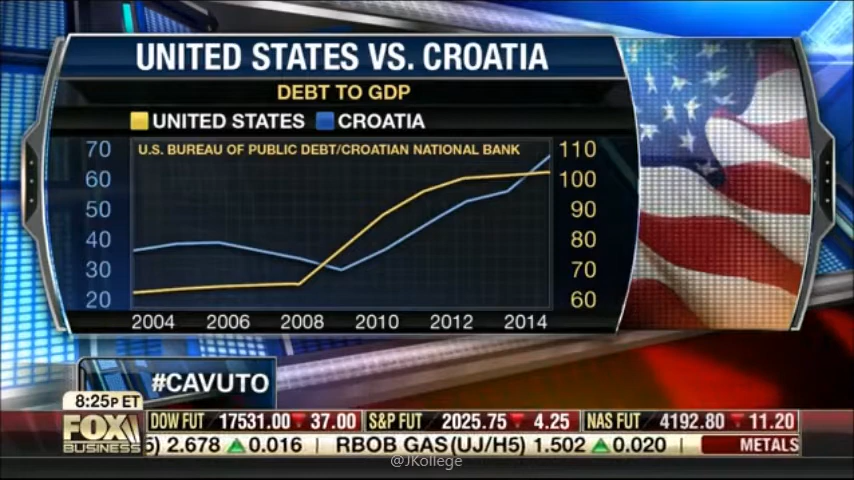 UNITED STATES VS. CROATIA
DEBT TO GDP
UNITED STATES CROATIA
U.S. BUREAU OF PUBLIC DEBT/CROATIAN NATIONAL BANK
70 110
60 100
50 90
40 80
30 70
20 60
2004 2006 2008 2010 2012 2014
#CAVUTO
8:25P ET
FOX
BUSINESS
DOW FUT 17531.00 37.00 S&P FUT 2025.75 4.25 NAS FUT 4192.80 11.20
5) 2.678 0.016 | RBOB GAS(UJ/H5) 1.502 0.020 | METALS
@JKollege